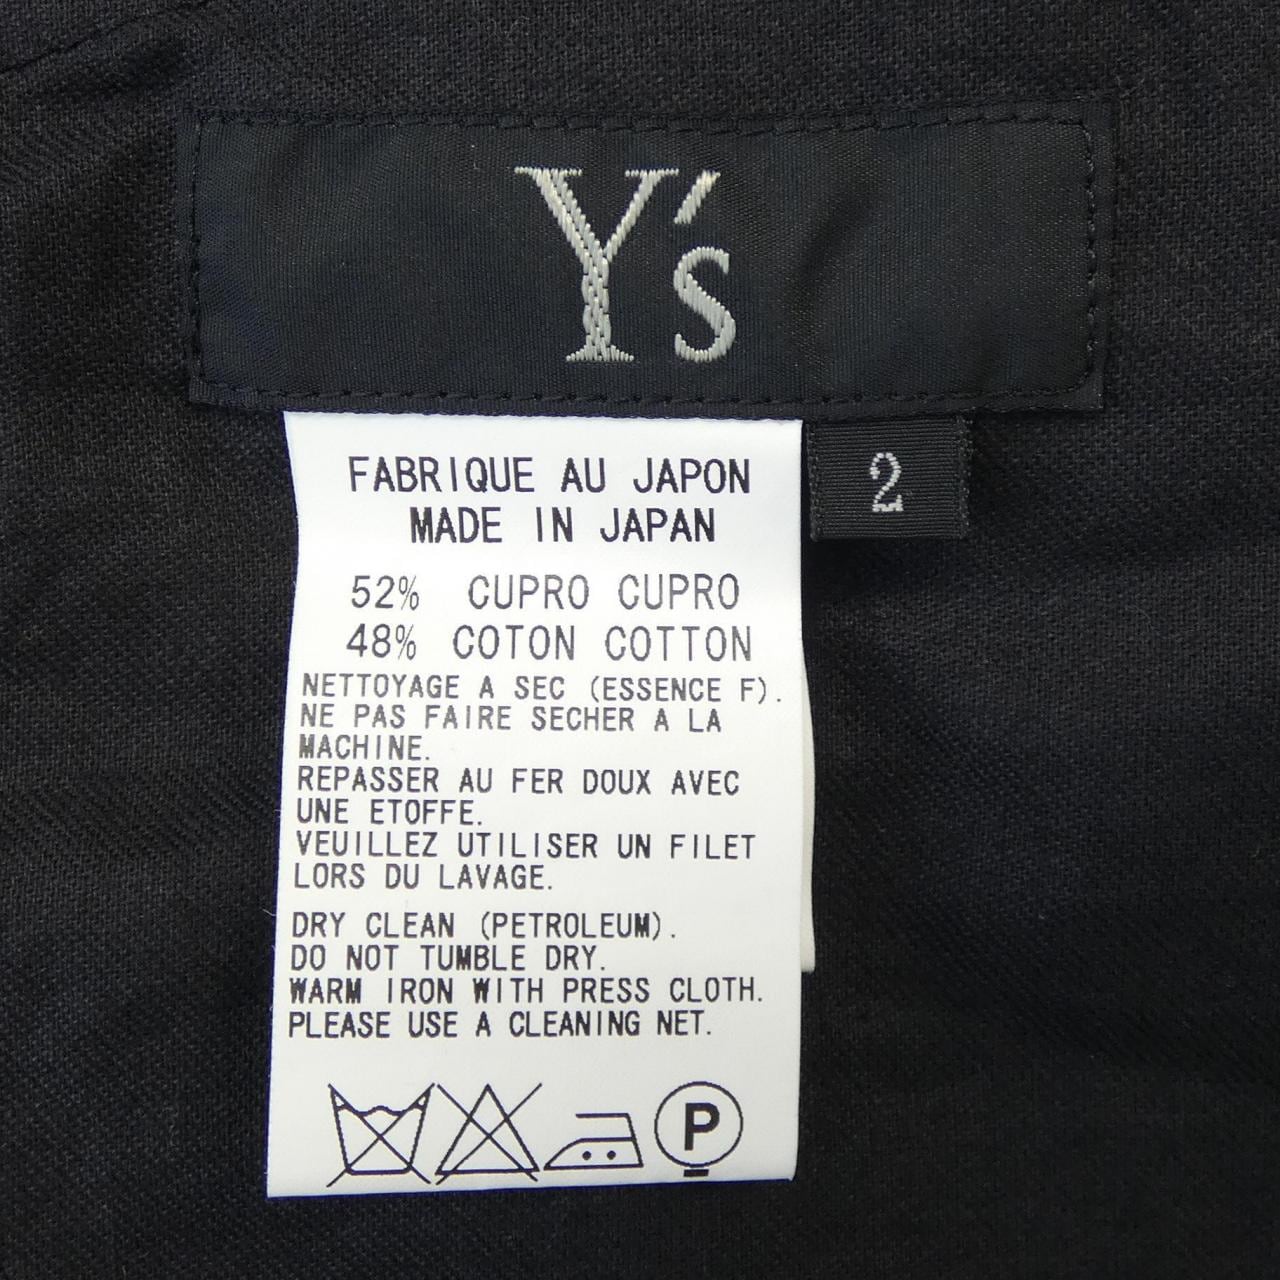 Y's
2
FABRIQUE AU JAPON
MADE IN JAPAN
52% CUPRO CUPRO
48% COTON COTTON
NETTOYAGE A SEC (ESSENCE F).
NE PAS FAIRE SECHER A LA
MACHINE.
REPASSER AU FER DOUX AVEC
UNE ETOFFE.
VEUILLEZ UTILISER UN FILET
LORS DU LAVAGE.
DRY CLEAN (PETROLEUM).
DO NOT TUMBLE DRY.
WARM IRON WITH PRESS CLOTH.
PLEASE USE A CLEANING NET.
P